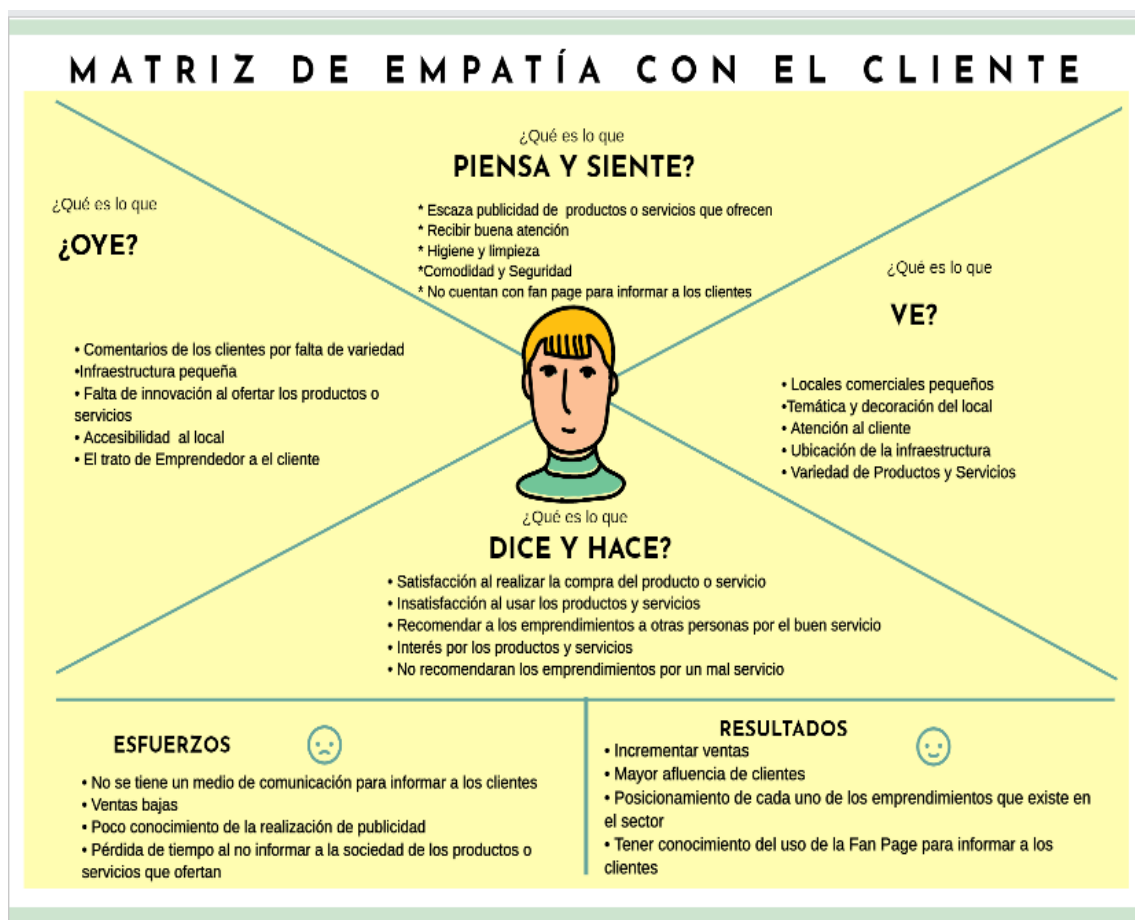 MATRIZ DE EMPATÍA CON EL CLIENTE
¿Qué es lo que
PIENSA Y SIENTE?
* Escaza publicidad de productos o servicios que ofrecen
* Recibir buena atención
* Higiene y limpieza
*Comodidad y Seguridad
* No cuentan con fan page para informar a los clientes
¿Qué es lo que
¿OYE?
• Comentarios de los clientes por falta de variedad
•Infraestructura pequeña
• Falta de innovación al ofertar los productos o
servicios
• Accesibilidad al local
• El trato de Emprendedor a el cliente
¿Qué es lo que
VE?
• Locales comerciales pequeños
•Temática y decoración del local
• Atención al cliente
• Ubicación de la infraestructura
• Variedad de Productos y Servicios
¿Qué es lo que
DICE Y HACE?
• Satisfacción al realizar la compra del producto o servicio
• Insatisfacción al usar los productos y servicios
• Recomendar a los emprendimientos a otras personas por el buen servicio
• Interés por los productos y servicios
• No recomendaran los emprendimientos por un mal servicio
ESFUERZOS
• No se tiene un medio de comunicación para informar a los clientes
• Ventas bajas
• Poco conocimiento de la realización de publicidad
• Pérdida de tiempo al no informar a la sociedad de los productos o
servicios que ofertan
RESULTADOS
• Incrementar ventas
• Mayor afluencia de clientes
• Posicionamiento de cada uno de los emprendimientos que existe en
el sector
• Tener conocimiento del uso de la Fan Page para informar a los
clientes